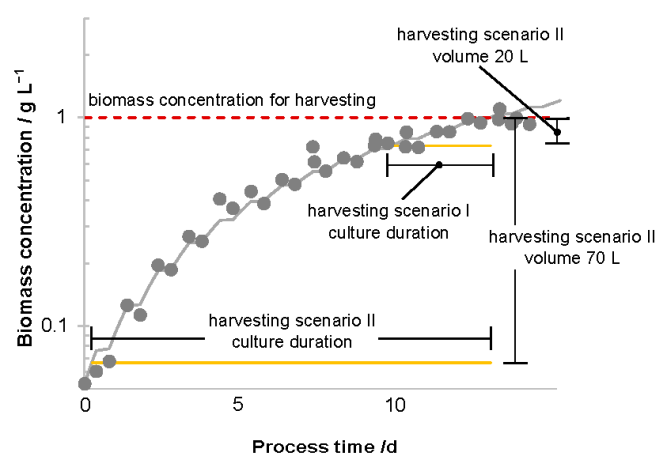 harvesting scenario II
volume 20 L
biomass concentration for harvesting
1
Biomass concentration / g L⁻¹
harvesting scenario I
culture duration
harvesting scenario II
volume 70 L
0.1
harvesting scenario II
culture duration
0
5
10
Process time /d